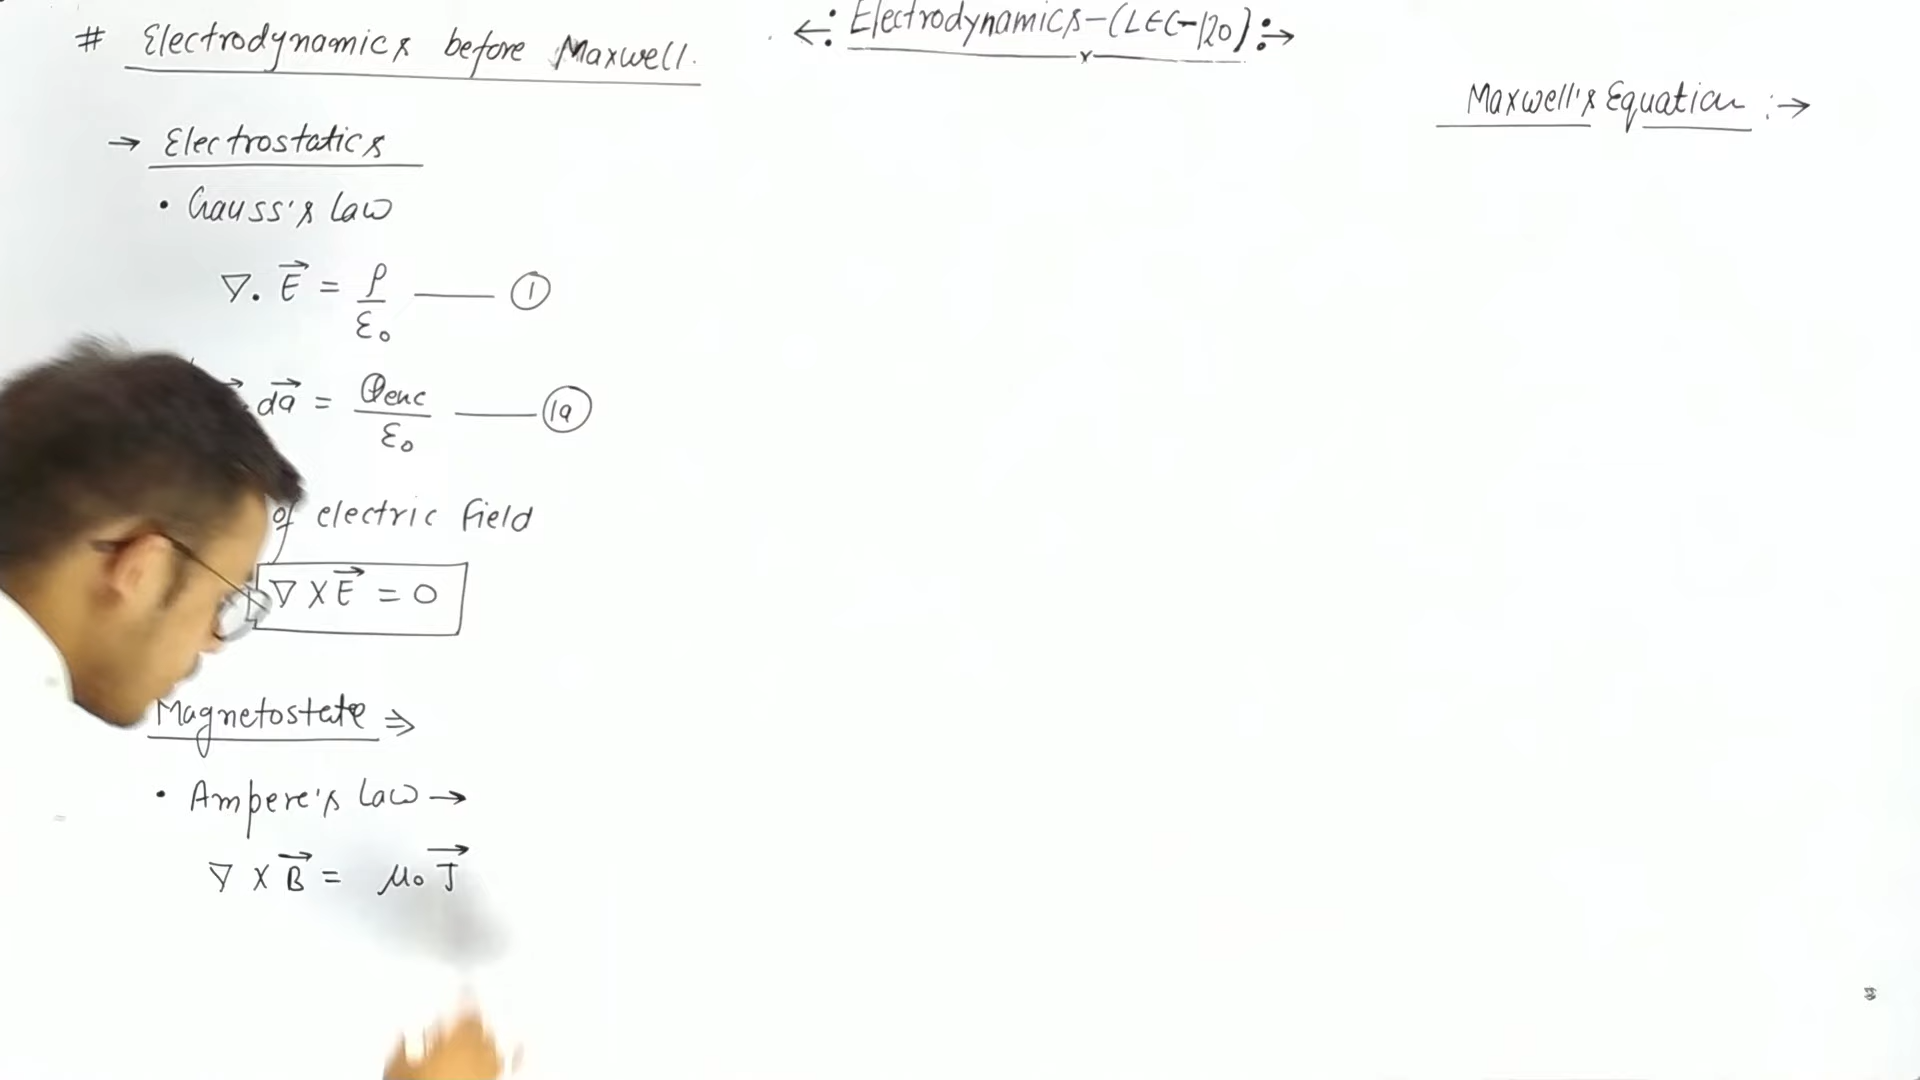 # Electrodynamics before Maxwell.
←: Electrodynamics-(LEC-120) :→
Maxwell's Equation :→
→ Electrostatics
• Gauss's law
∇. E⃗ = ρ/ε₀ —— ①
. da⃗ = Qenc/ε₀ —— (1a)
of electric field
∇ X E⃗ = 0
Magnetostate ⇒
• Ampere's law →
∇ X B⃗ = μ₀ J⃗